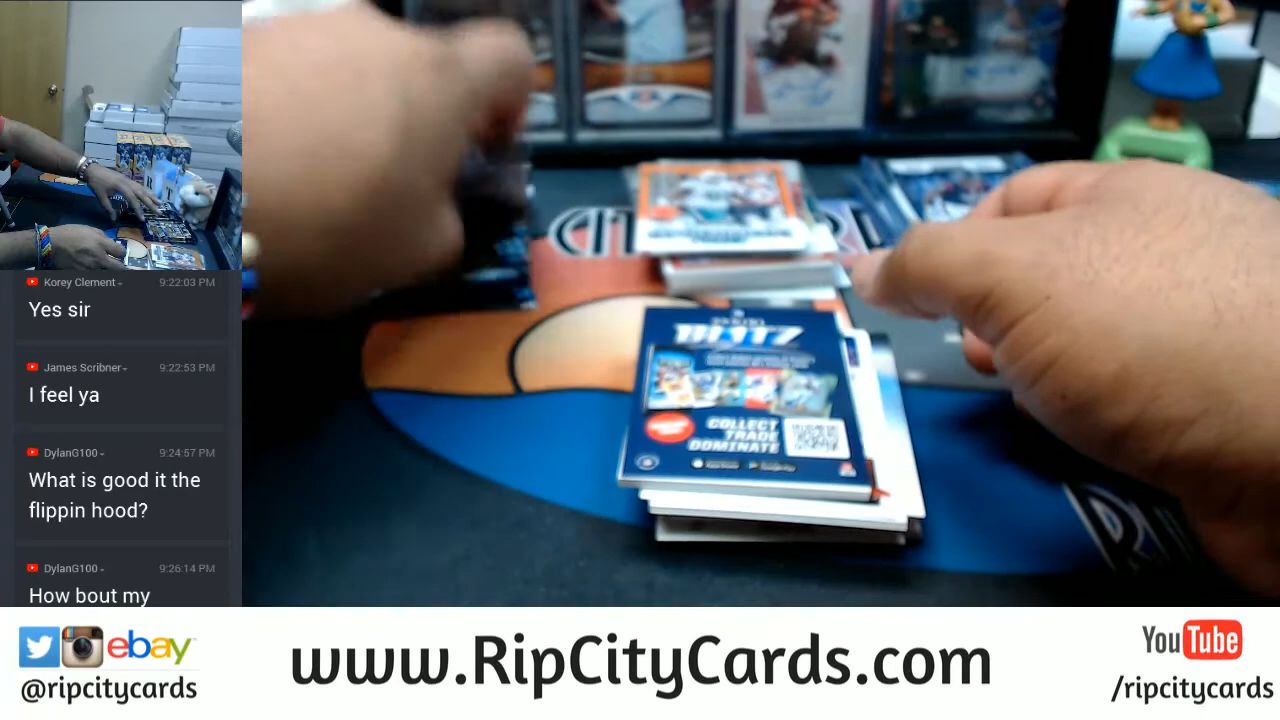 Korey Clement 9:22:03 PM
Yes sir
James Scribner 9:22:53 PM
I feel ya
DylanG100 9:24:57 PM
What is good it the
flippin hood?
DylanG100 9:26:14 PM
How bout my
BLITZ
COLLECT
TRADE
DOMINATE
ebay
@ripcitycards
www.RipCityCards.com
YouTube
/ripcitycards